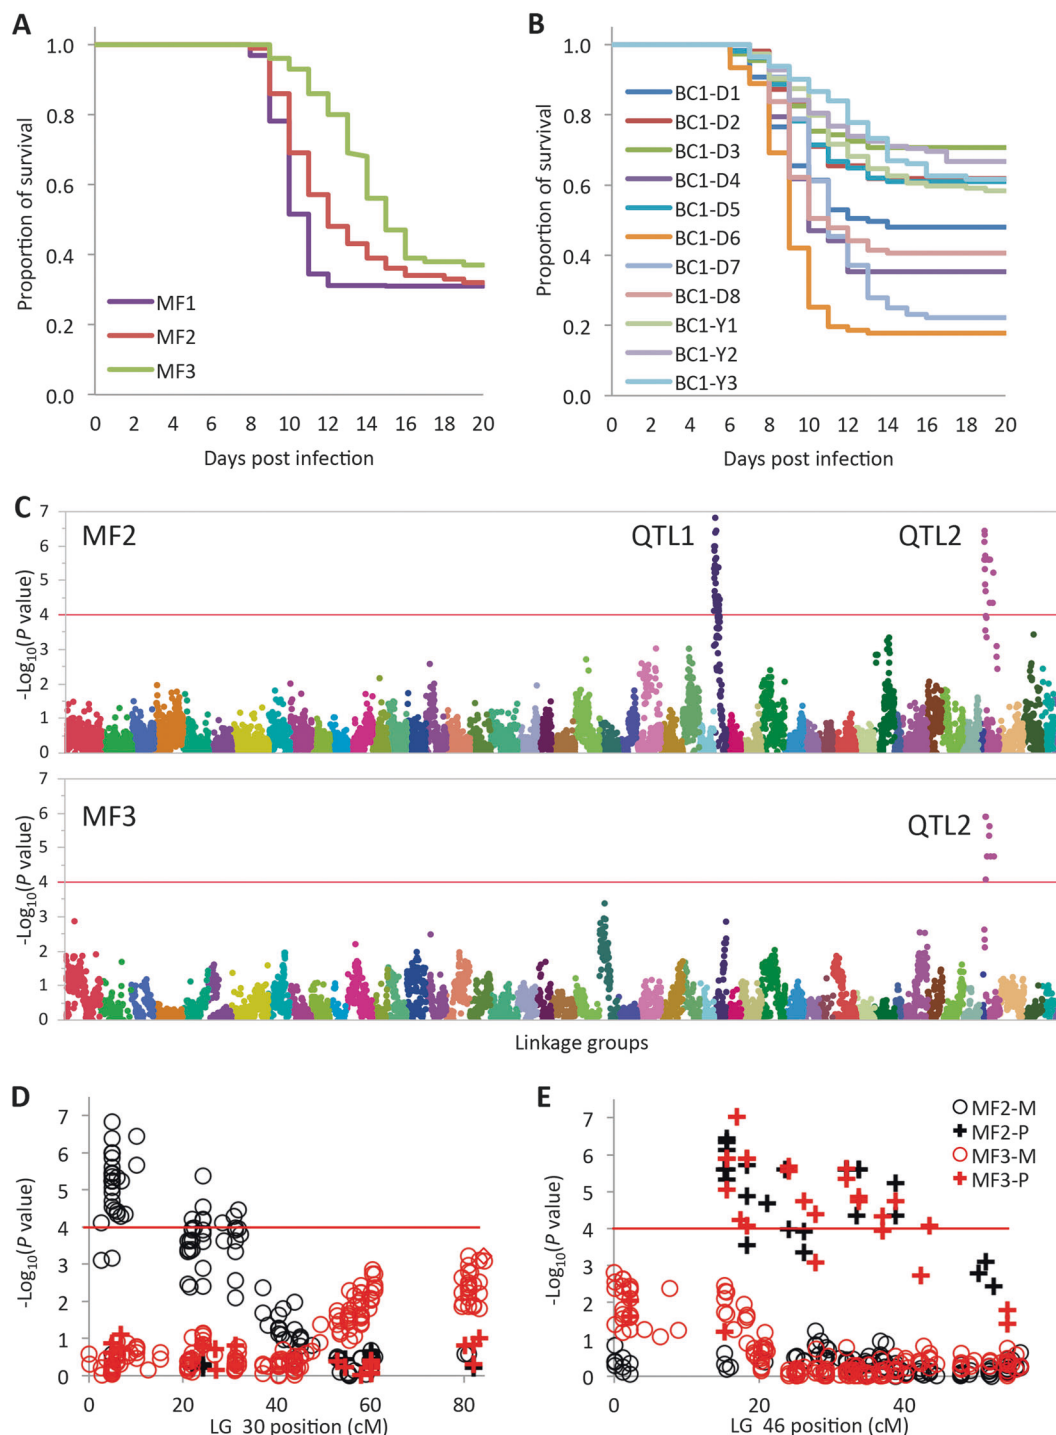 A
1.0
0.8
0.6
0.4
0.2
0.0
Proportion of survival
MF1
MF2
MF3
0 2 4 6 8 10 12 14 16 18 20
Days post infection
B
1.0
0.8
0.6
0.4
0.2
0.0
Proportion of survival
BC1-D1
BC1-D2
BC1-D3
BC1-D4
BC1-D5
BC1-D6
BC1-D7
BC1-D8
BC1-Y1
BC1-Y2
BC1-Y3
0 2 4 6 8 10 12 14 16 18 20
Days post infection
C
7
6
5
4
3
2
1
0
-Log10(P value)
MF2
QTL1
QTL2
7
6
5
4
3
2
1
0
-Log10(P value)
MF3
QTL2
Linkage groups
D
7
6
5
4
3
2
1
0
-Log10(P value)
0 20 40 60 80
LG 30 position (cM)
E
7
6
5
4
3
2
1
0
-Log10(P value)
MF2-M
MF2-P
MF3-M
MF3-P
0 20 40
LG 46 position (cM)